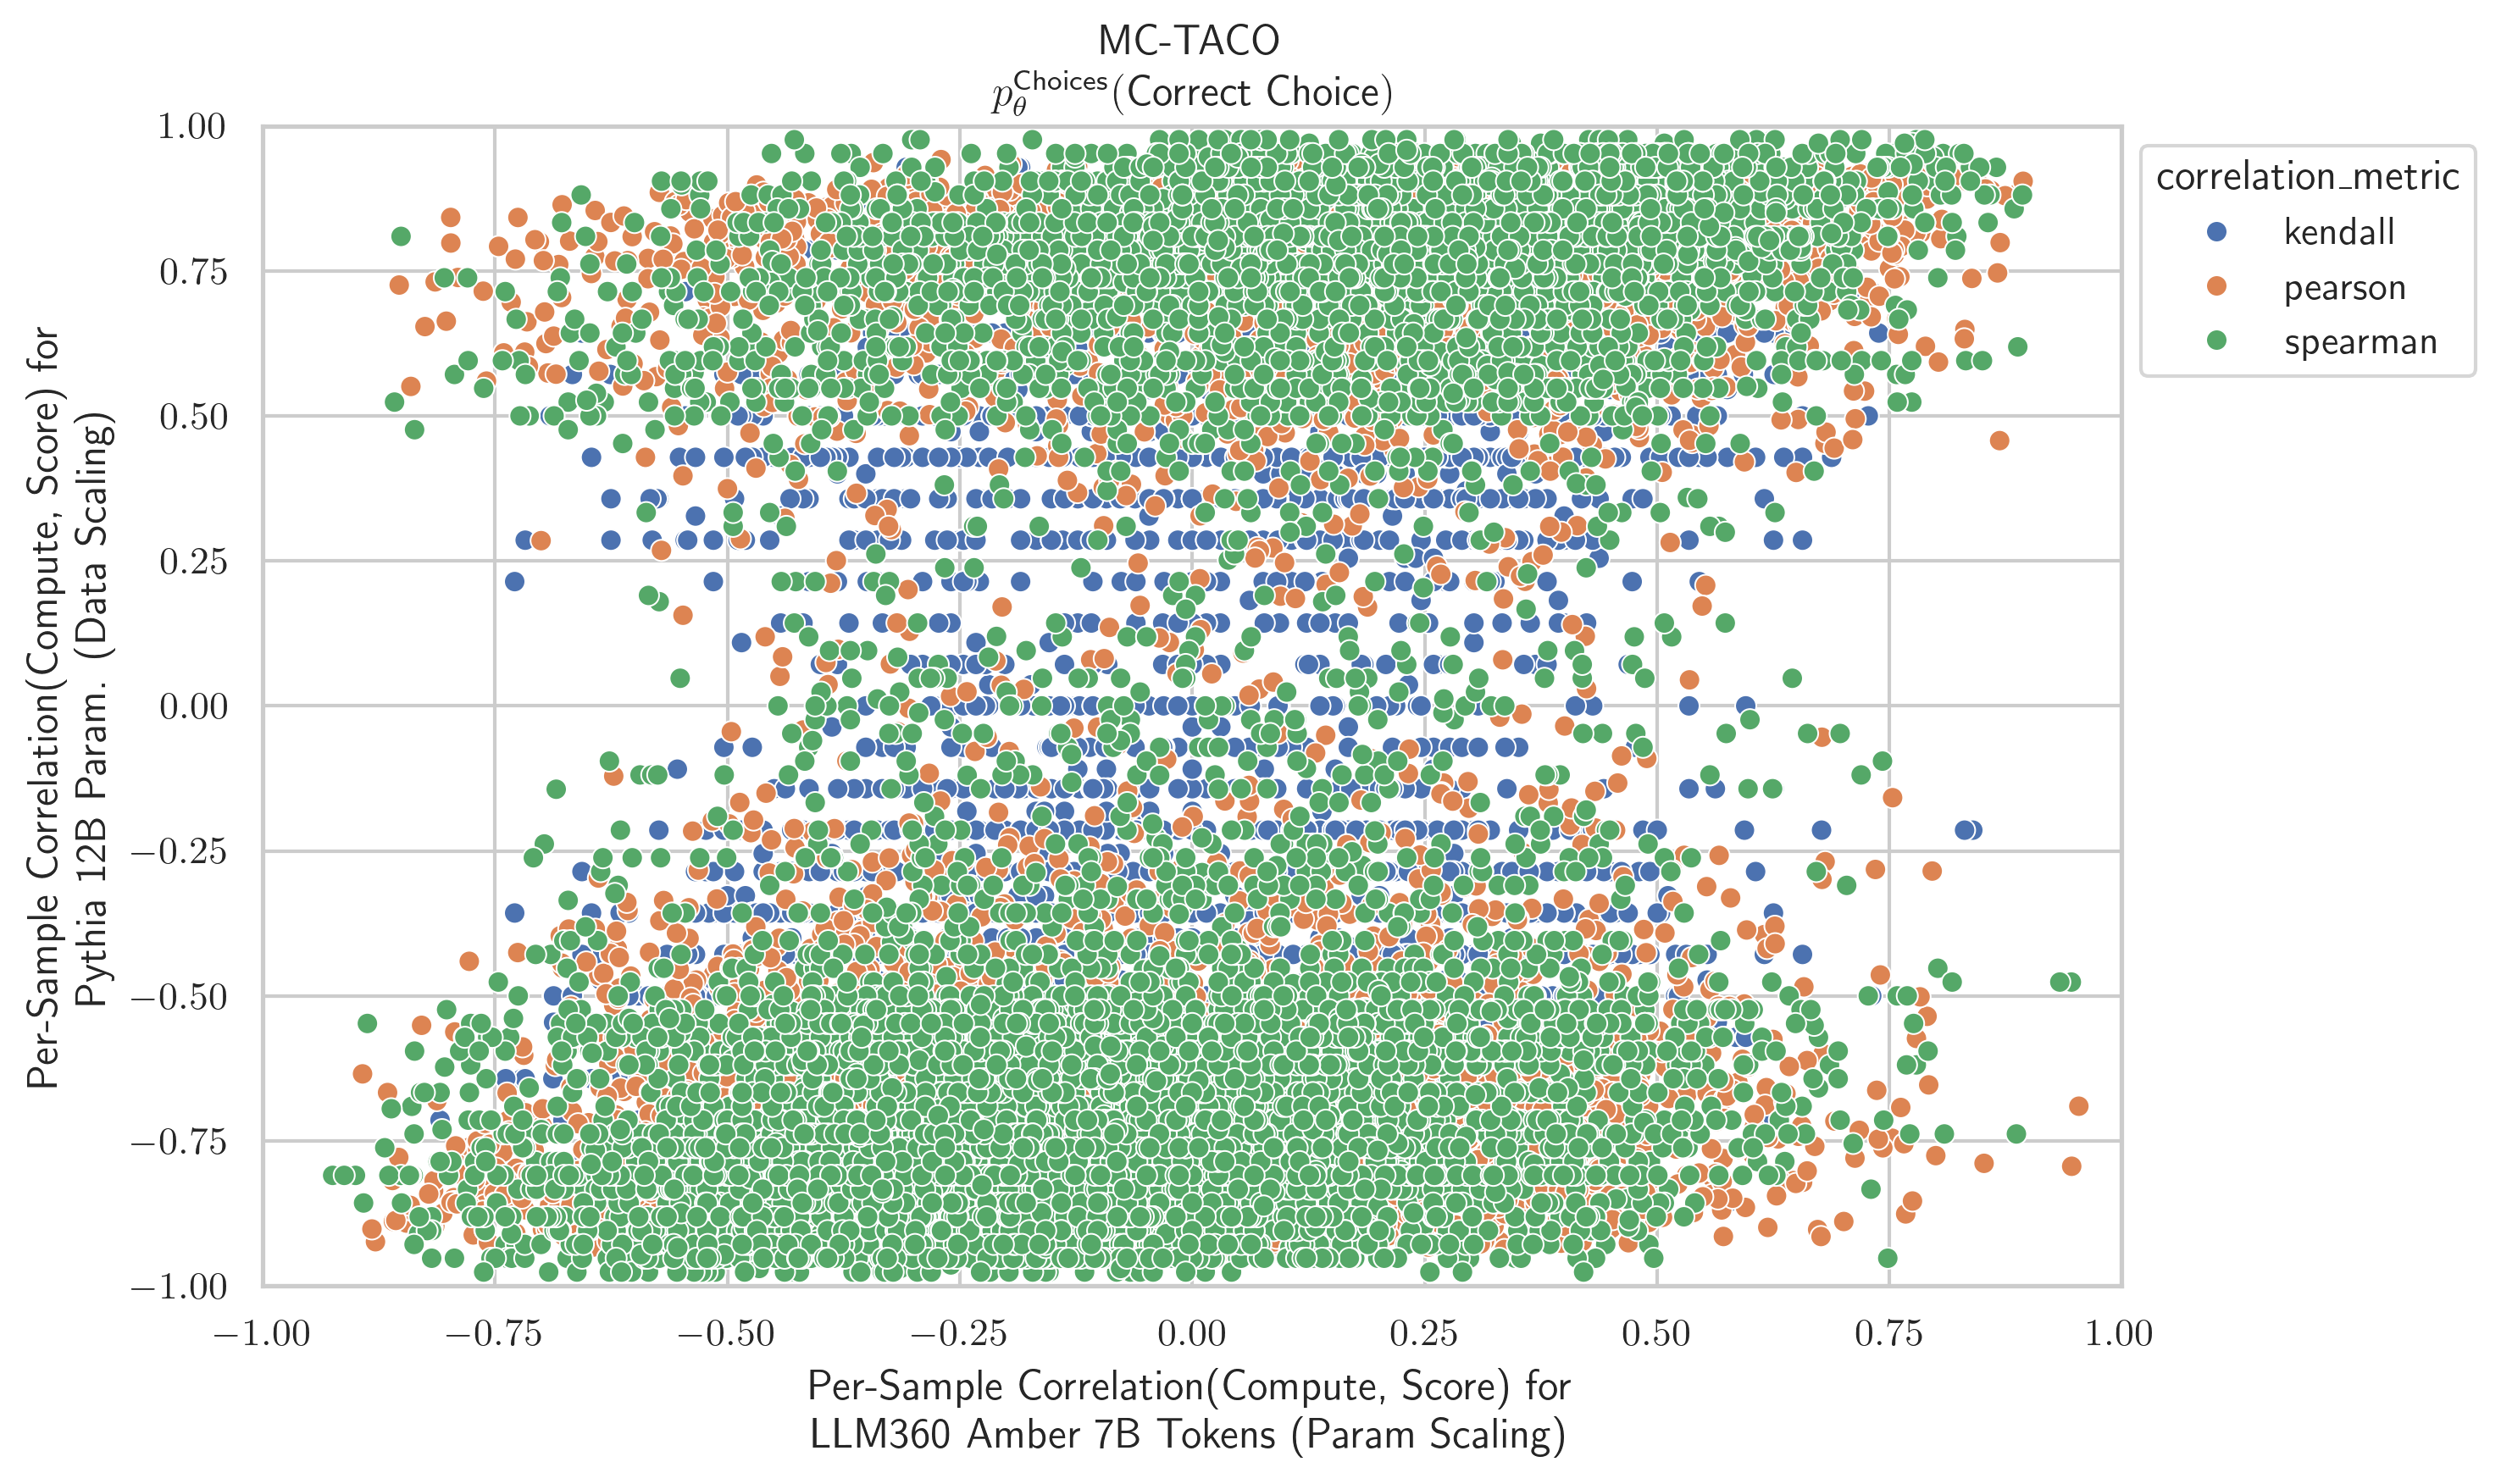 MC-TACO
p_θ^Choices(Correct Choice)
Per-Sample Correlation(Compute, Score) for
Pythia 12B Param. (Data Scaling)
1.00
0.75
0.50
0.25
0.00
−0.25
−0.50
−0.75
−1.00
−1.00 −0.75 −0.50 −0.25 0.00 0.25 0.50 0.75 1.00
Per-Sample Correlation(Compute, Score) for
LLM360 Amber 7B Tokens (Param Scaling)
correlation_metric
kendall
pearson
spearman